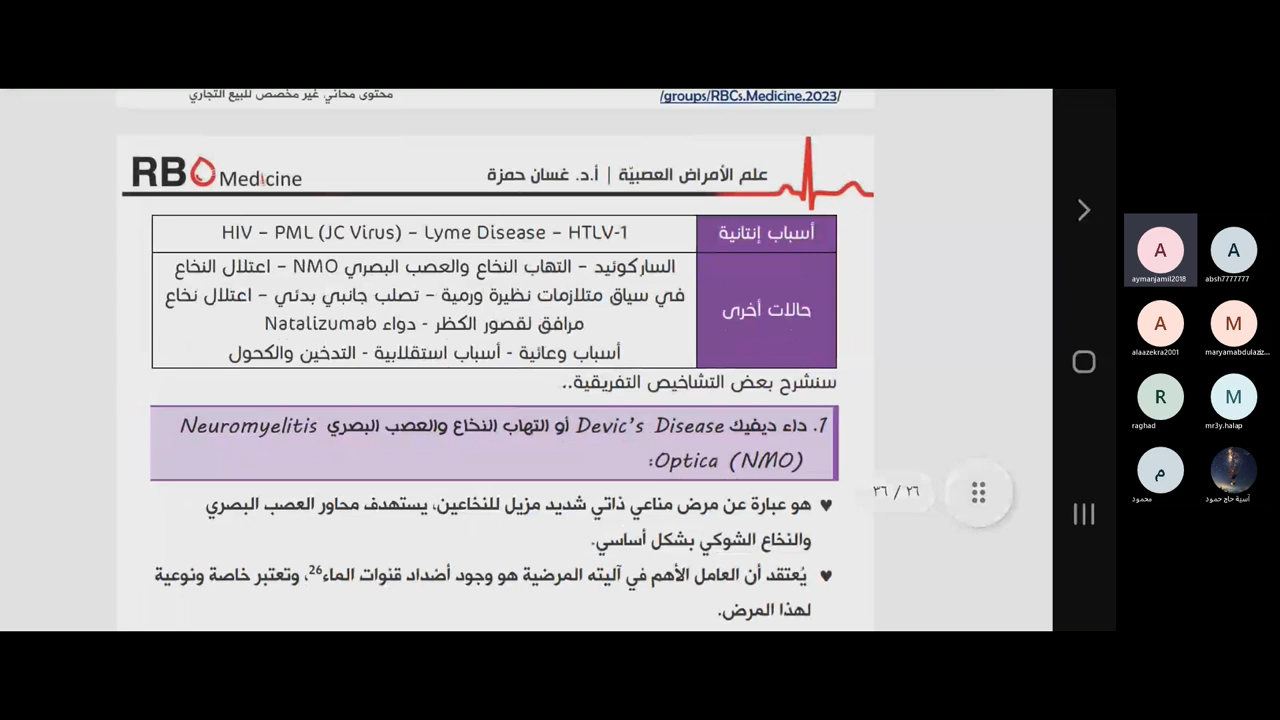 محتوى مجاني غير مخصص للبيع التجاري
/groups/RBCs.Medicine.2023/
RB Medicine
علم الأمراض العصبيّة | أ.د. غسان حمزة
أسباب إنتانية
HIV – PML (JC Virus) – Lyme Disease – HTLV-1
حالات أخرى
الساركوئيد – التهاب النخاع والعصب البصري NMO – اعتلال النخاع
في سياق متلازمات نظيرة ورمية – تصلب جانبي بدئي – اعتلال نخاع
مرافق لقصور الكظر - دواء Natalizumab
أسباب وعائية - أسباب استقلابية - التدخين والكحول
سنشرح بعض التشاخيص التفريقية..
1. داء ديفيك Devic's Disease أو التهاب النخاع والعصب البصري Neuromyelitis
Optica (NMO):
♥ هو عبارة عن مرض مناعي ذاتي شديد مزيل للنخاعين، يستهدف محاور العصب البصري
والنخاع الشوكي بشكل أساسي.
♥ يُعتقد أن العامل الأهم في آليته المرضية هو وجود أضداد قنوات الماء26، وتعتبر خاصة ونوعية
لهذا المرض.
٢٦ / ٣٦
A
aymanjamil2018
A
absh7777777
A
alaazekra2001
M
maryamabdulaziz...
R
raghad
M
mr3y.halap
م
محمود
آسية حاج حمود